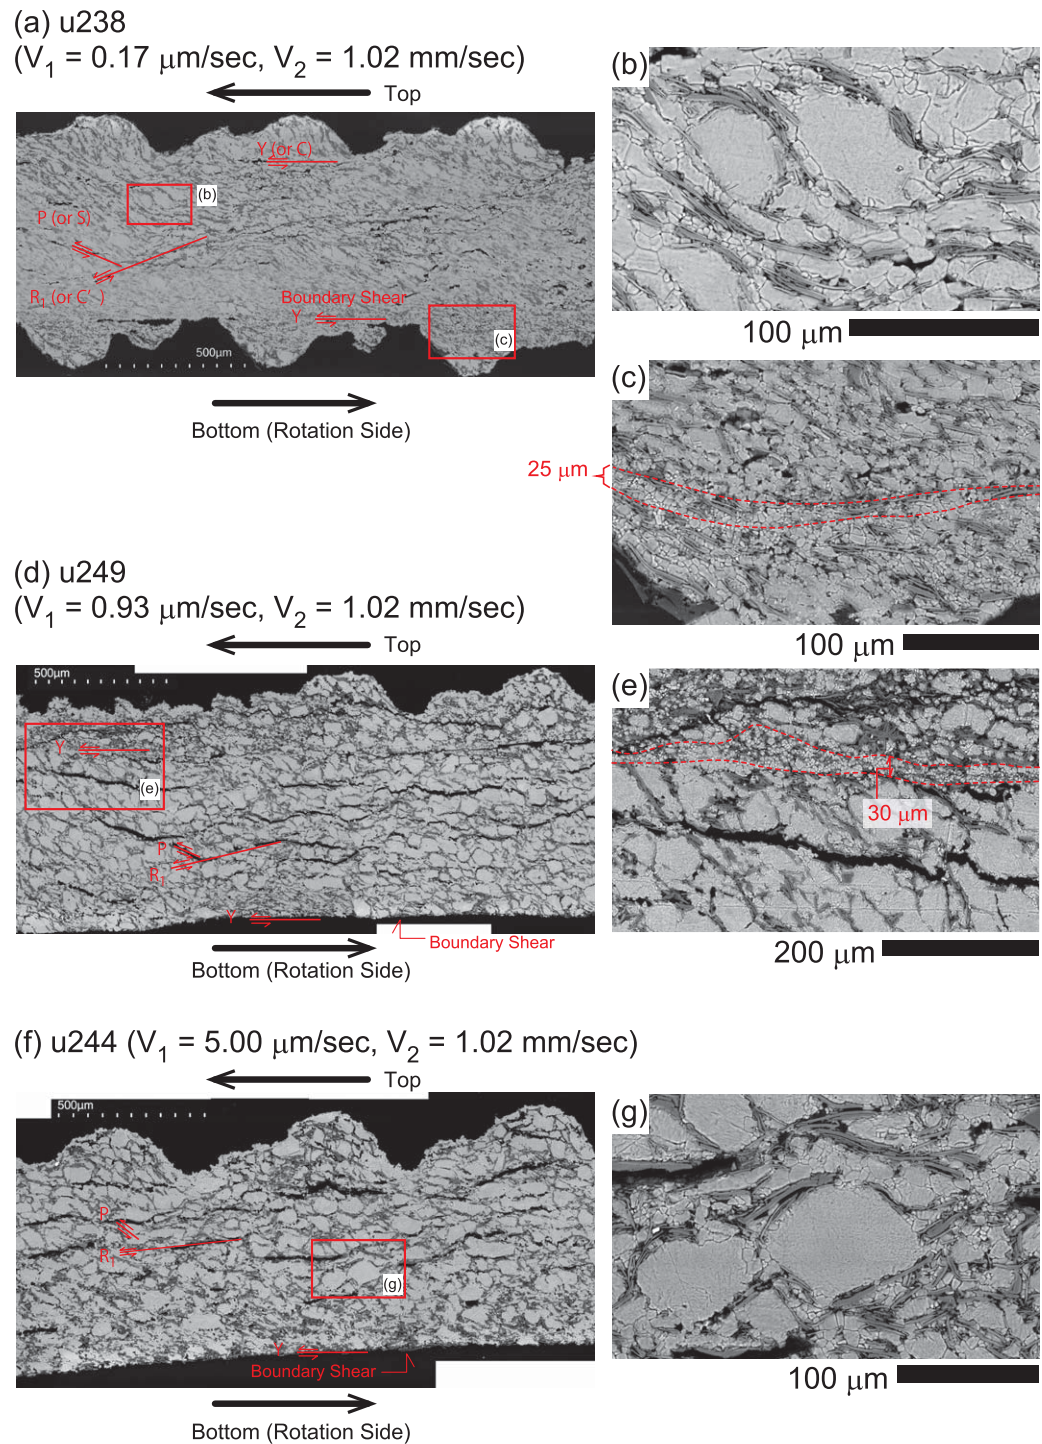 (a) u238
(V1 = 0.17 μm/sec, V2 = 1.02 mm/sec)
Top
Y (or C)
(b)
P (or S)
R1 (or C' )
Boundary Shear
Y
(c)
500μm
Bottom (Rotation Side)
(b)
100 μm
(c)
25 μm
100 μm
(d) u249
(V1 = 0.93 μm/sec, V2 = 1.02 mm/sec)
Top
500μm
Y
(e)
P
R1
Y
Boundary Shear
Bottom (Rotation Side)
(e)
30 μm
200 μm
(f) u244 (V1 = 5.00 μm/sec, V2 = 1.02 mm/sec)
Top
500μm
P
R1
(g)
Y
Boundary Shear
Bottom (Rotation Side)
(g)
100 μm